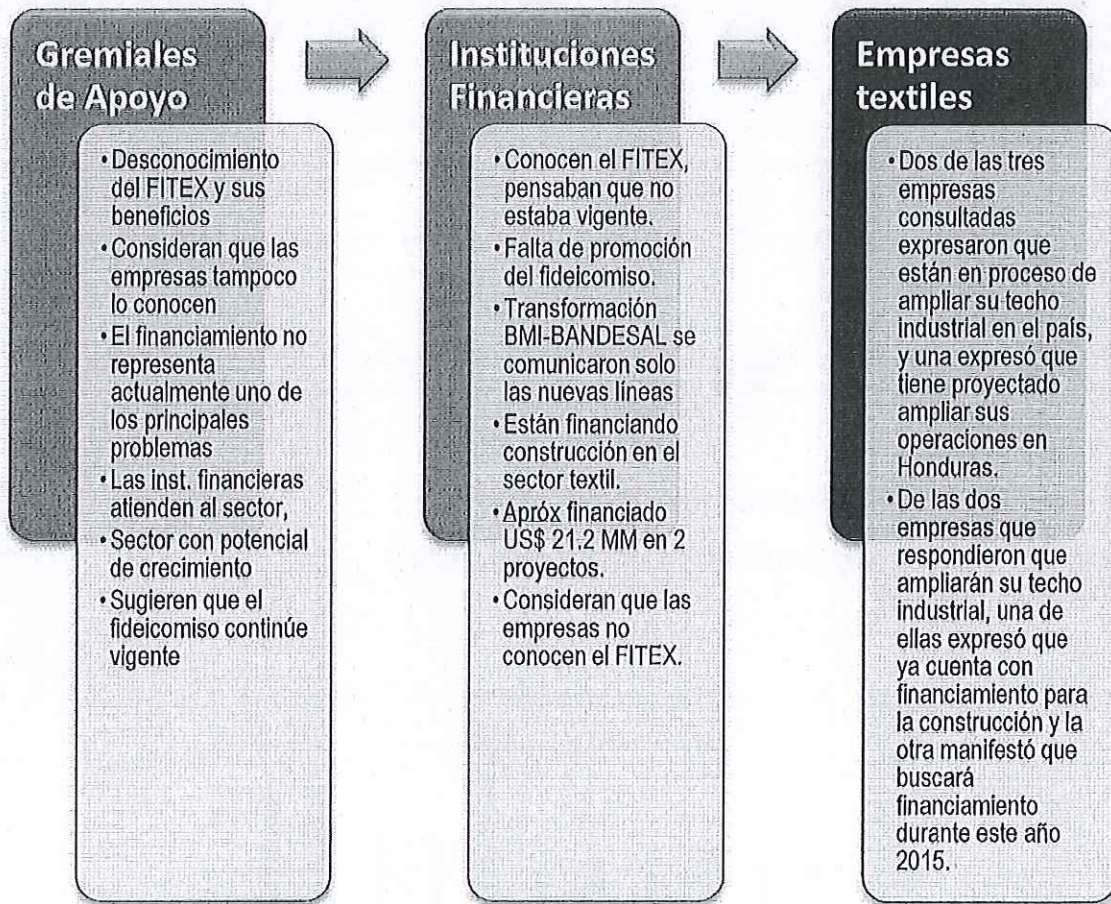 Gremiales
de Apoyo
• Desconocimiento
del FITEX y sus
beneficios
• Consideran que las
empresas tampoco
lo conocen
• El financiamiento no
representa
actualmente uno de
los principales
problemas
• Las inst. financieras
atienden al sector,
• Sector con potencial
de crecimiento
• Sugieren que el
fideicomiso continúe
vigente
Instituciones
Financieras
• Conocen el FITEX,
pensaban que no
estaba vigente.
• Falta de promoción
del fideicomiso.
• Transformación
BMI-BANDESAL se
comunicaron solo
las nuevas líneas
• Están financiando
construcción en el
sector textil.
• Apróx financiado
US$ 21.2 MM en 2
proyectos.
• Consideran que las
empresas no
conocen el FITEX.
Empresas
textiles
• Dos de las tres
empresas
consultadas
expresaron que
están en proceso de
ampliar su techo
industrial en el país,
y una expresó que
tiene proyectado
ampliar sus
operaciones en
Honduras.
• De las dos
empresas que
respondieron que
ampliarán su techo
industrial, una de
ellas expresó que
ya cuenta con
financiamiento para
la construcción y la
otra manifestó que
buscará
financiamiento
durante este año
2015.